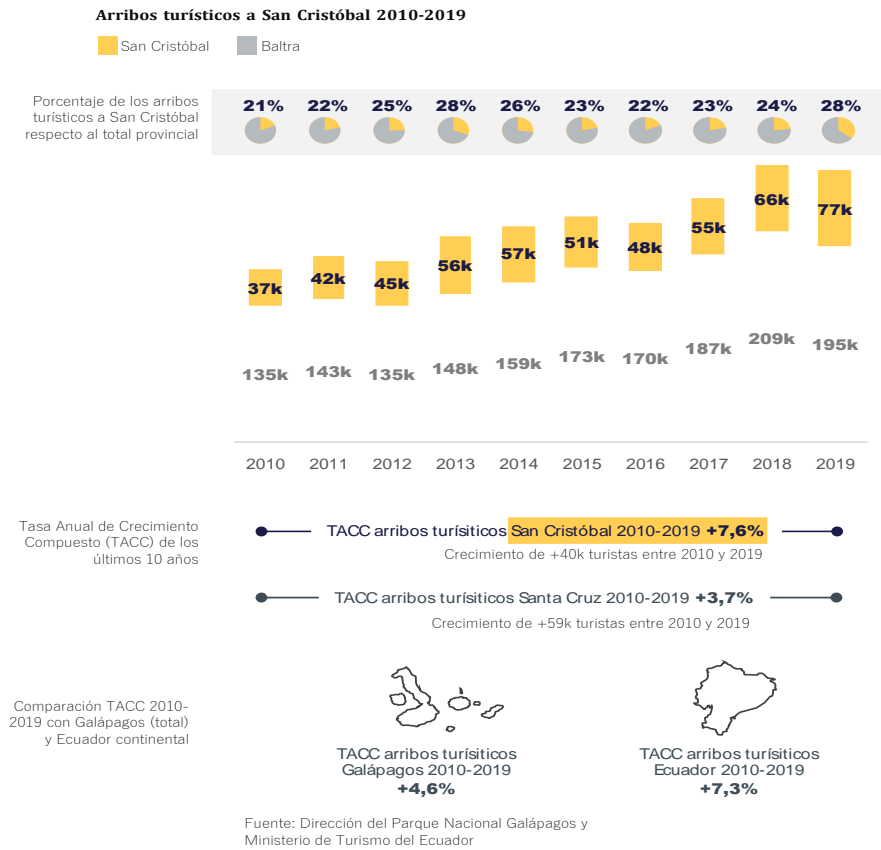 Arribos turísticos a San Cristóbal 2010-2019
San Cristóbal
Baltra
Porcentaje de los arribos
turísticos a San Cristóbal
respecto al total provincial
21% 22% 25% 28% 26% 23% 22% 23% 24% 28%
37k 42k 45k 56k 57k 51k 48k 55k 66k 77k
135k 143k 135k 148k 159k 173k 170k 187k 209k 195k
2010 2011 2012 2013 2014 2015 2016 2017 2018 2019
Tasa Anual de Crecimiento
Compuesto (TACC) de los
últimos 10 años
TACC arribos turísiticos San Cristóbal 2010-2019 +7,6%
Crecimiento de +40k turistas entre 2010 y 2019
TACC arribos turísiticos Santa Cruz 2010-2019 +3,7%
Crecimiento de +59k turistas entre 2010 y 2019
Comparación TACC 2010-
2019 con Galápagos (total)
y Ecuador continental
TACC arribos turísiticos
Galápagos 2010-2019
+4,6%
TACC arribos turísiticos
Ecuador 2010-2019
+7,3%
Fuente: Dirección del Parque Nacional Galápagos y
Ministerio de Turismo del Ecuador